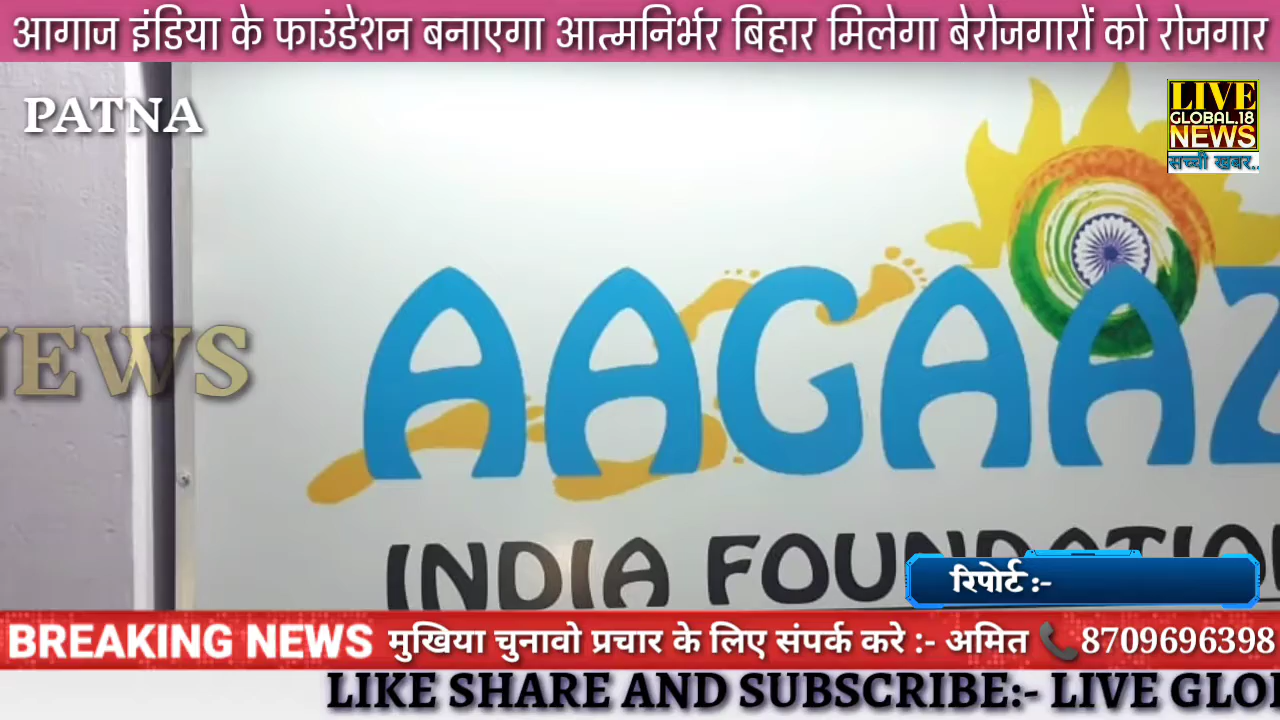 आगाज इंडिया के फाउंडेशन बनाएगा आत्मनिर्भर बिहार मिलेगा बेरोजगारों को रोजगार
PATNA
LIVE
GLOBAL.18
NEWS
सच्ची खबर..
NEWS
AAGAAZ
INDIA FOUNDATION
रिपोर्ट :-
BREAKING NEWS मुखिया चुनावो प्रचार के लिए संपर्क करे :- अमित 📞8709696398
LIKE SHARE AND SUBSCRIBE:- LIVE GLO